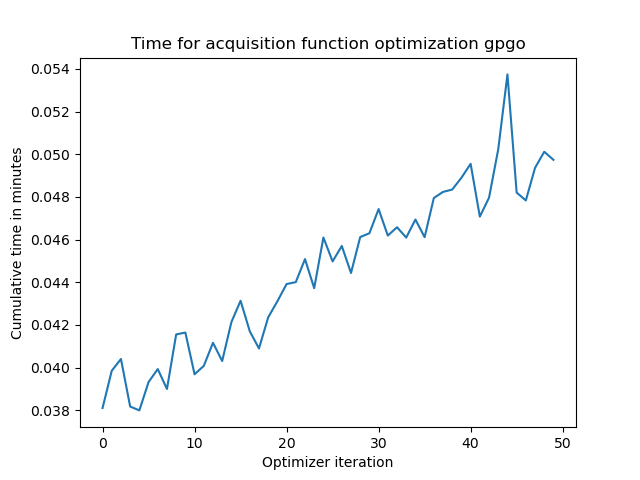 Time for acquisition function optimization gpgo
0.054
0.052
0.050
0.048
0.046
0.044
0.042
0.040
0.038
Cumulative time in minutes
0 10 20 30 40 50
Optimizer iteration